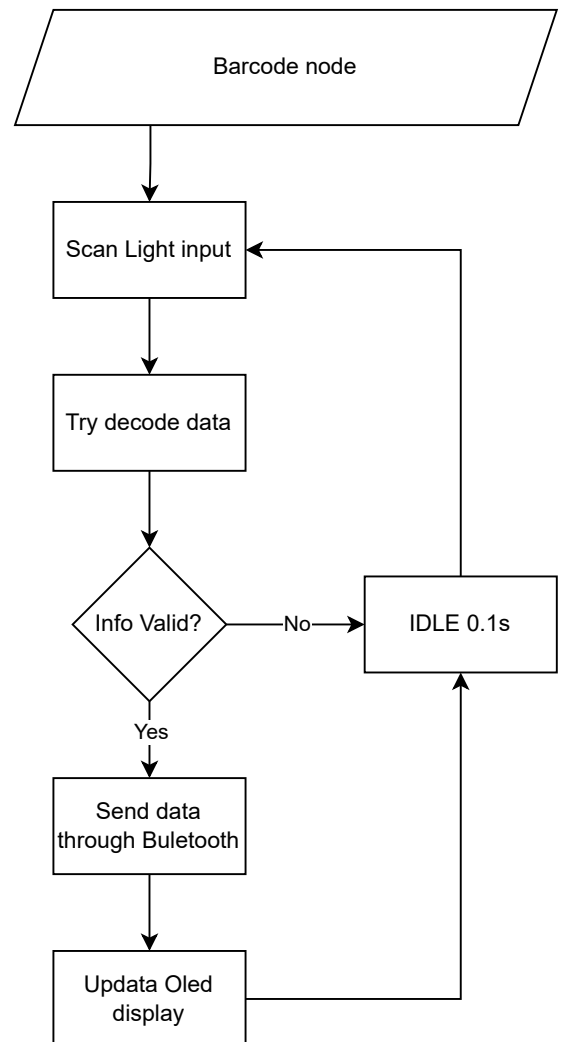 Barcode node
Scan Light input
Try decode data
Info Valid?
No
IDLE 0.1s
Yes
Send data
through Buletooth
Updata Oled
display